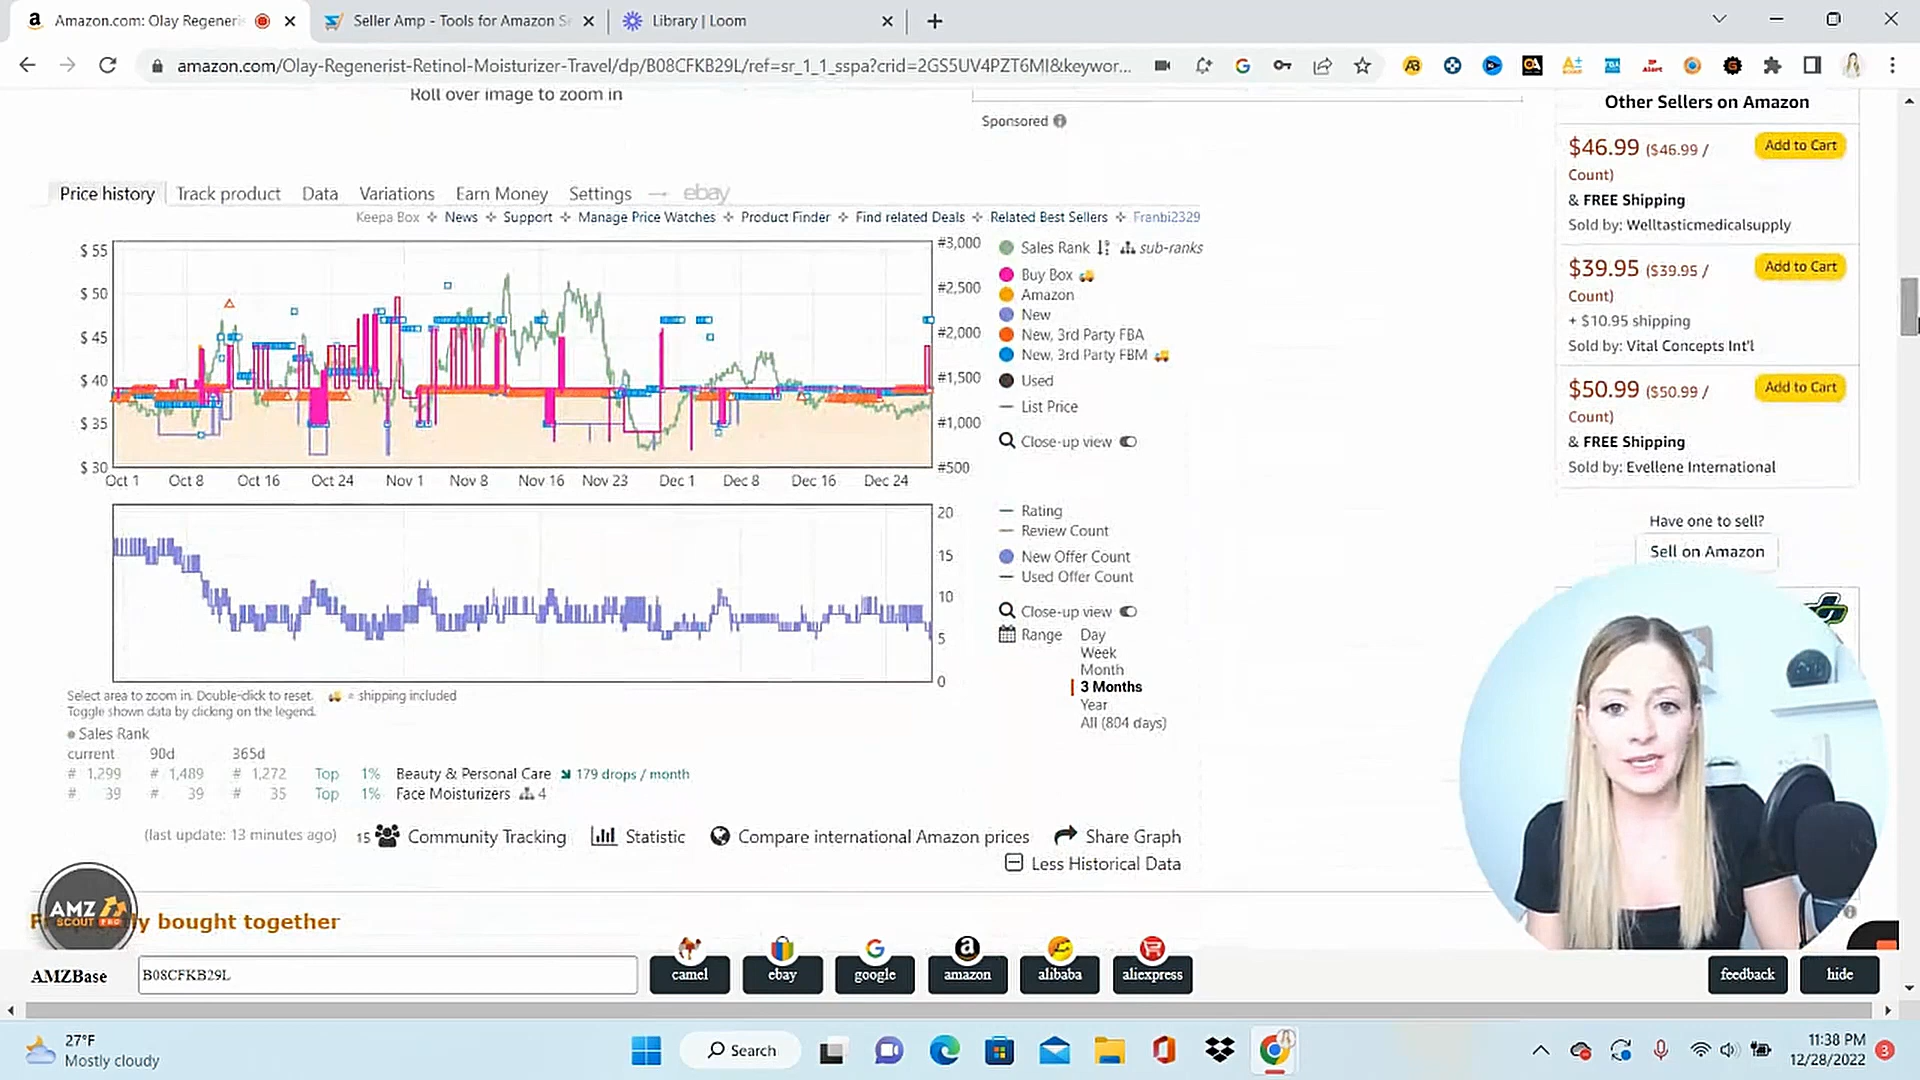 Amazon.com: Olay Regeneris
Seller Amp - Tools for Amazon Se
Library | Loom
amazon.com/Olay-Regenerist-Retinol-Moisturizer-Travel/dp/B08CFKB29L/ref=sr_1_1_sspa?crid=2GS5UV4PZT6MI&keywor...
Roll over image to zoom in
Sponsored
Other Sellers on Amazon
$46.99 ($46.99 /
Count)
& FREE Shipping
Sold by: Welltasticmedicalsupply
Add to Cart
$39.95 ($39.95 /
Count)
+ $10.95 shipping
Sold by: Vital Concepts Int'l
Add to Cart
$50.99 ($50.99 /
Count)
& FREE Shipping
Sold by: Evellene International
Add to Cart
Have one to sell?
Sell on Amazon
Price history Track product Data Variations Earn Money Settings ebay
Keepa Box News Support Manage Price Watches Product Finder Find related Deals Related Best Sellers Franbi2329
$ 55
$ 50
$ 45
$ 40
$ 35
$ 30
#3,000
#2,500
#2,000
#1,500
#1,000
#500
Oct 1 Oct 8 Oct 16 Oct 24 Nov 1 Nov 8 Nov 16 Nov 23 Dec 1 Dec 8 Dec 16 Dec 24
Sales Rank sub-ranks
Buy Box
Amazon
New
New, 3rd Party FBA
New, 3rd Party FBM
Used
List Price
Close-up view
20
15
10
5
0
Rating
Review Count
New Offer Count
Used Offer Count
Close-up view
Range
Day
Week
Month
3 Months
Year
All (804 days)
Select area to zoom in. Double-click to reset. = shipping included
Toggle shown data by clicking on the legend.
Sales Rank
current 90d 365d
# 1,299 # 1,489 # 1,272 Top 1% Beauty & Personal Care 179 drops / month
# 39 # 39 # 35 Top 1% Face Moisturizers 4
(last update: 13 minutes ago) 15 Community Tracking Statistic Compare international Amazon prices Share Graph
Less Historical Data
AMZ
SCOUT PRO
bought together
AMZBase B08CFKB29L camel ebay google amazon alibaba aliexpress feedback hide
27°F
Mostly cloudy
Search
11:38 PM
12/28/2022
3